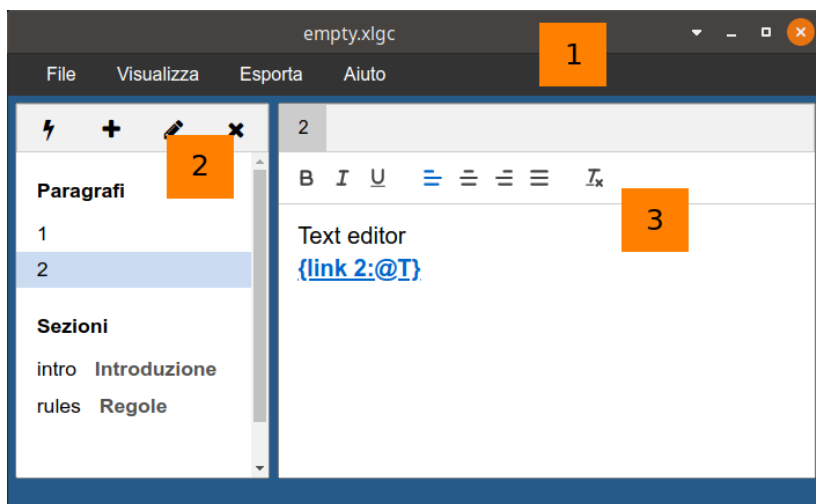 empty.xlgc
1
File Visualizza Esporta Aiuto
2
Paragrafi
1
2
Sezioni
intro Introduzione
rules Regole
2
B I U
3
Text editor
{link 2:@T}